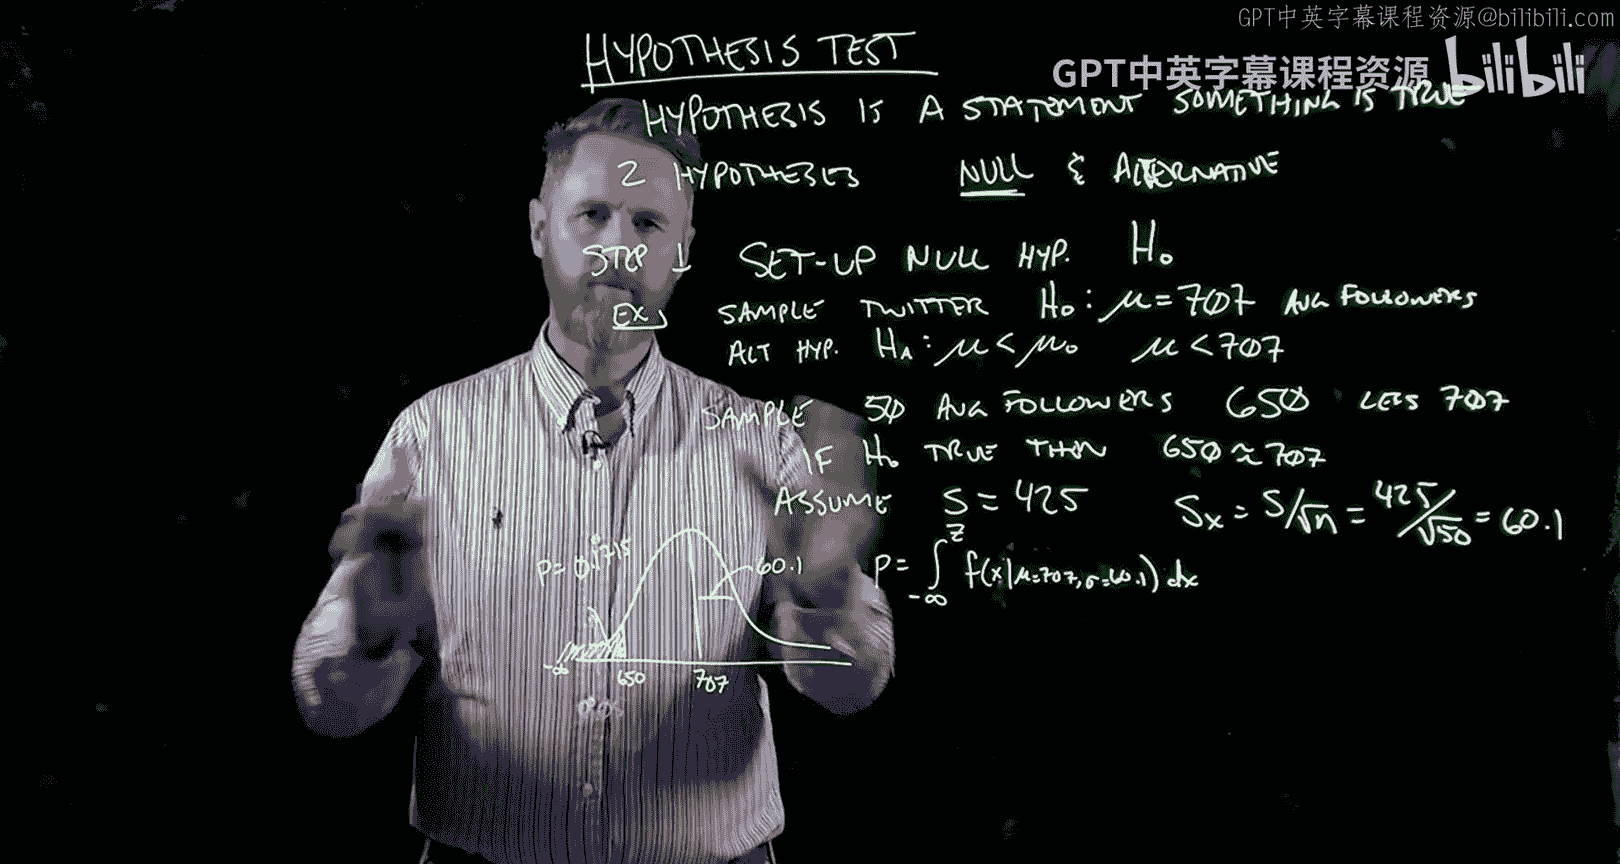 GPT中英字幕课程资源@bilibili.com
GPT中英字幕课程资源 bilibili
HYPOTHESIS TEST
HYPOTHESIS IS A STATEMENT SOMETHING IS TRUE
2 HYPOTHESES NULL & ALTERNATIVE
STEP 1 SET-UP NULL HYP. H₀
EX SAMPLE TWITTER H₀: μ = 707 AVG FOLLOWERS
ALT HYP. Hₐ: μ < μ₀ μ < 707
SAMPLE 50 AVG FOLLOWERS 650 LESS 707
IF H₀ TRUE THEN 650 ≈ 707
ASSUME S = 425 Sx = S/√n = 425/√50 = 60.1
P = 0.1715 60.1 P = ∫ z -∞ f(x|μ=707, σ=60.1) dx
-∞ 650 707
0.05